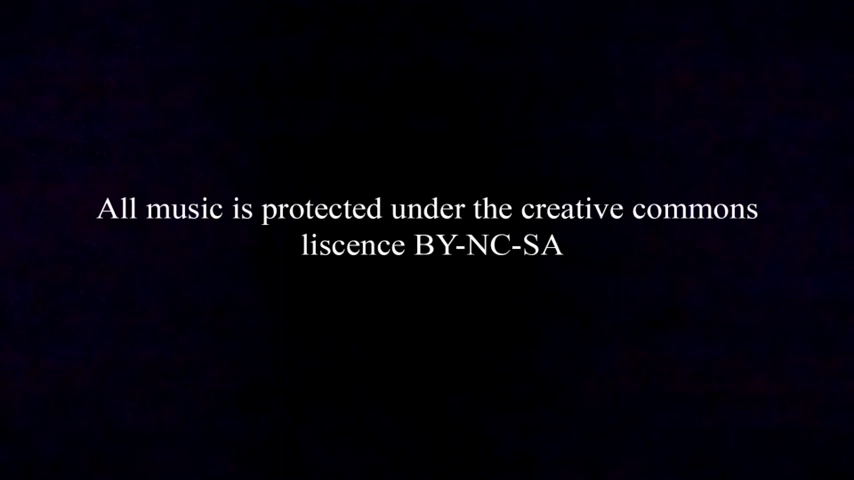 All music is protected under the creative commons
liscence BY-NC-SA